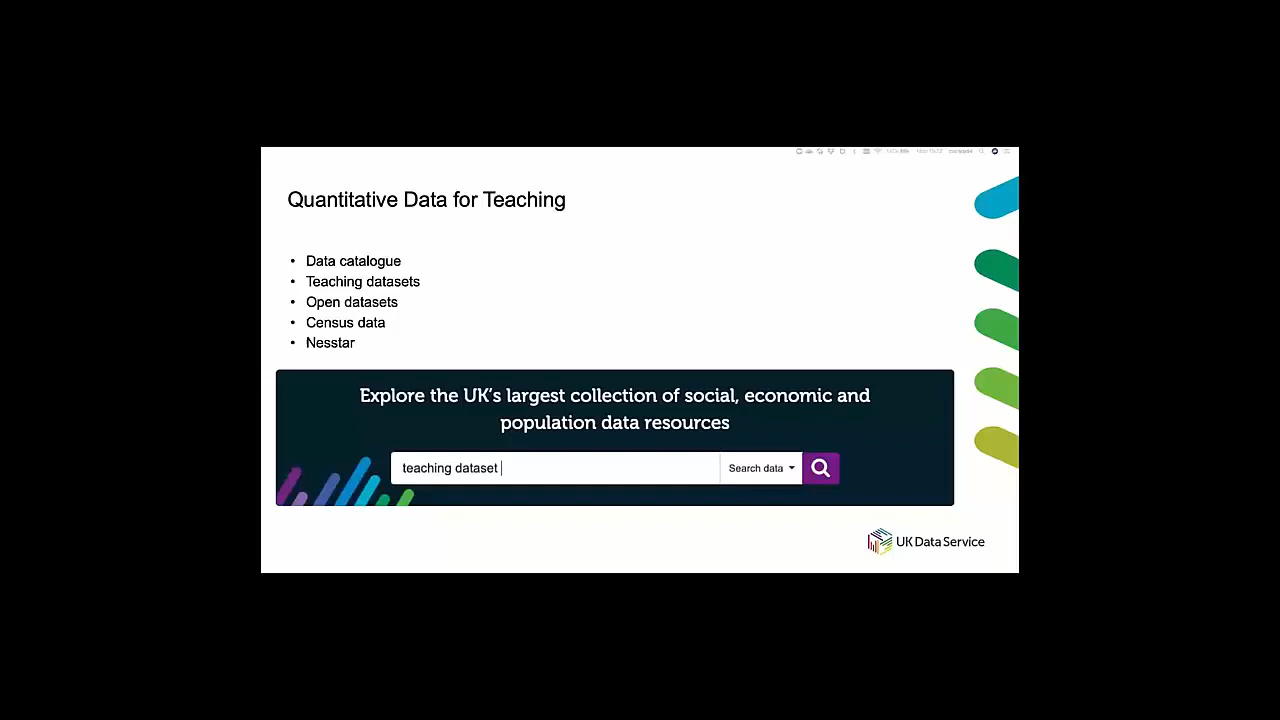 Quantitative Data for Teaching
• Data catalogue
• Teaching datasets
• Open datasets
• Census data
• Nesstar
Explore the UK's largest collection of social, economic and
population data resources
teaching dataset
Search data
UK Data Service